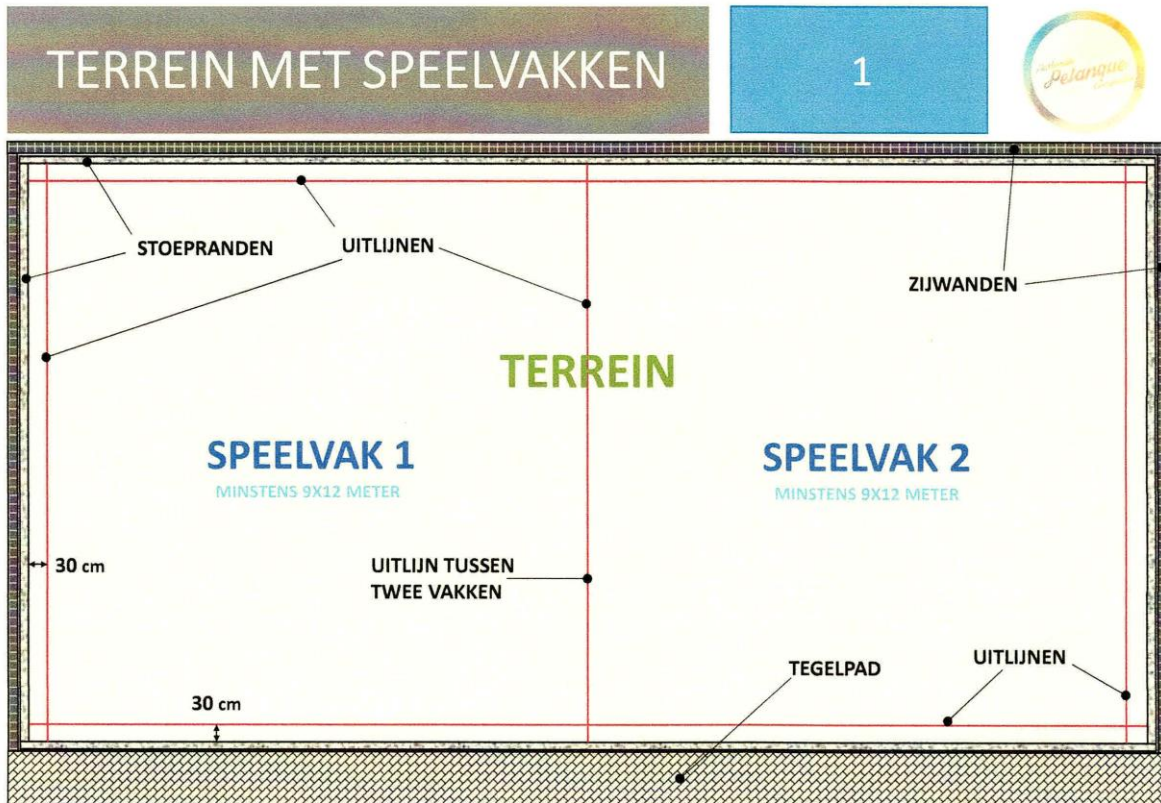 TERREIN MET SPEELVAKKEN
1
Petanque
STOEPRANDEN
UITLIJNEN
ZIJWANDEN
TERREIN
SPEELVAK 1
MINSTENS 9X12 METER
SPEELVAK 2
MINSTENS 9X12 METER
30 cm
UITLIJN TUSSEN
TWEE VAKKEN
30 cm
TEGELPAD
UITLIJNEN